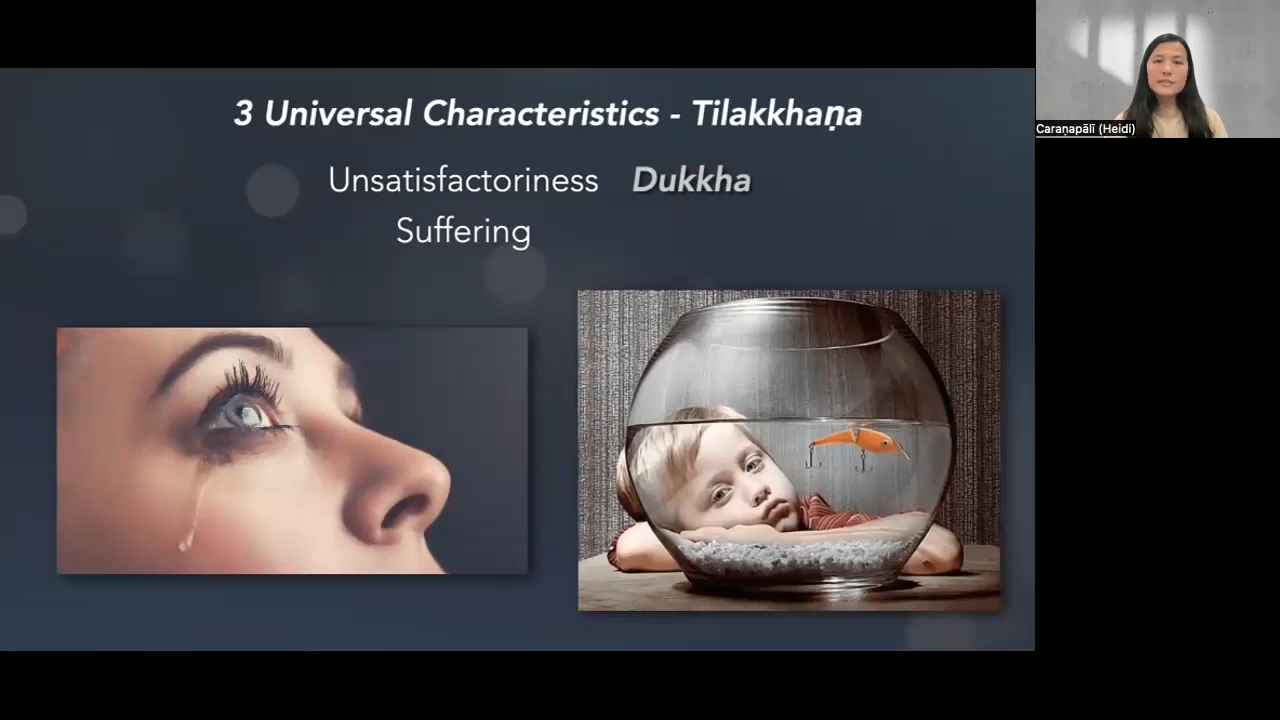 3 Universal Characteristics - Tilakkhaṇa
Unsatisfactoriness Dukkha
Suffering
Caraṇapālī (Heidi)